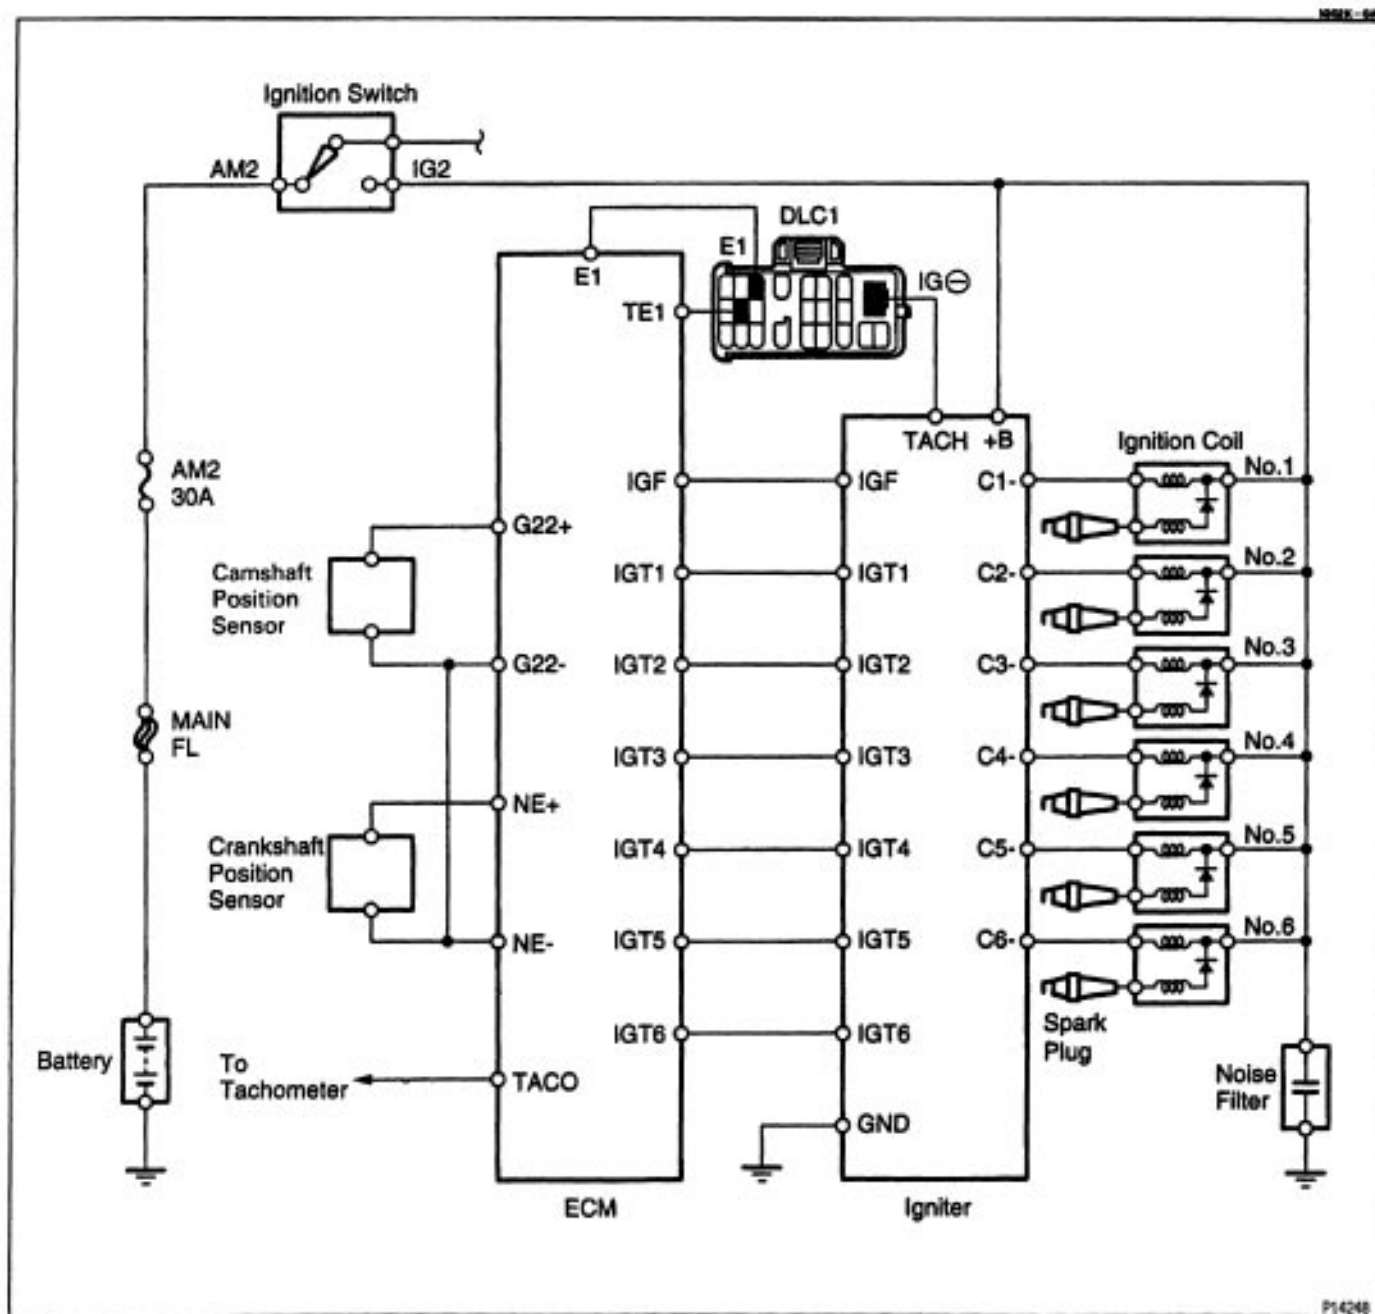 Ignition Switch
AM2
IG2
DLC1
E1
E1
IG⊖
TE1
TACH
+B
Ignition Coil
AM2
30A
IGF
IGF
C1-
No.1
G22+
Camshaft
Position
Sensor
IGT1
IGT1
C2-
No.2
G22-
IGT2
IGT2
C3-
No.3
MAIN
FL
IGT3
IGT3
C4-
No.4
NE+
Crankshaft
Position
Sensor
IGT4
IGT4
C5-
No.5
NE-
IGT5
IGT5
C6-
No.6
Spark
Plug
IGT6
IGT6
Battery
To
Tachometer
TACO
Noise
Filter
GND
ECM
Igniter
P14248